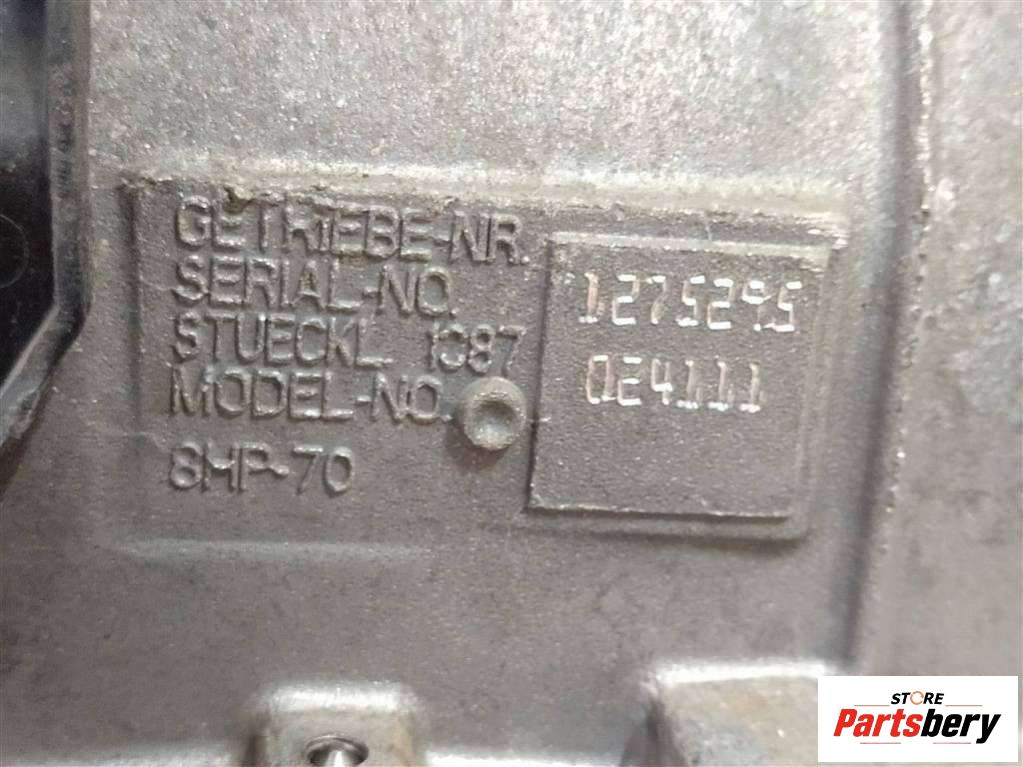 GETRIEBE-NR.
SERIAL-NO.
STUECKL. 1087
MODEL-NO.
8HP-70
1275295
024111
STORE
Partsbery